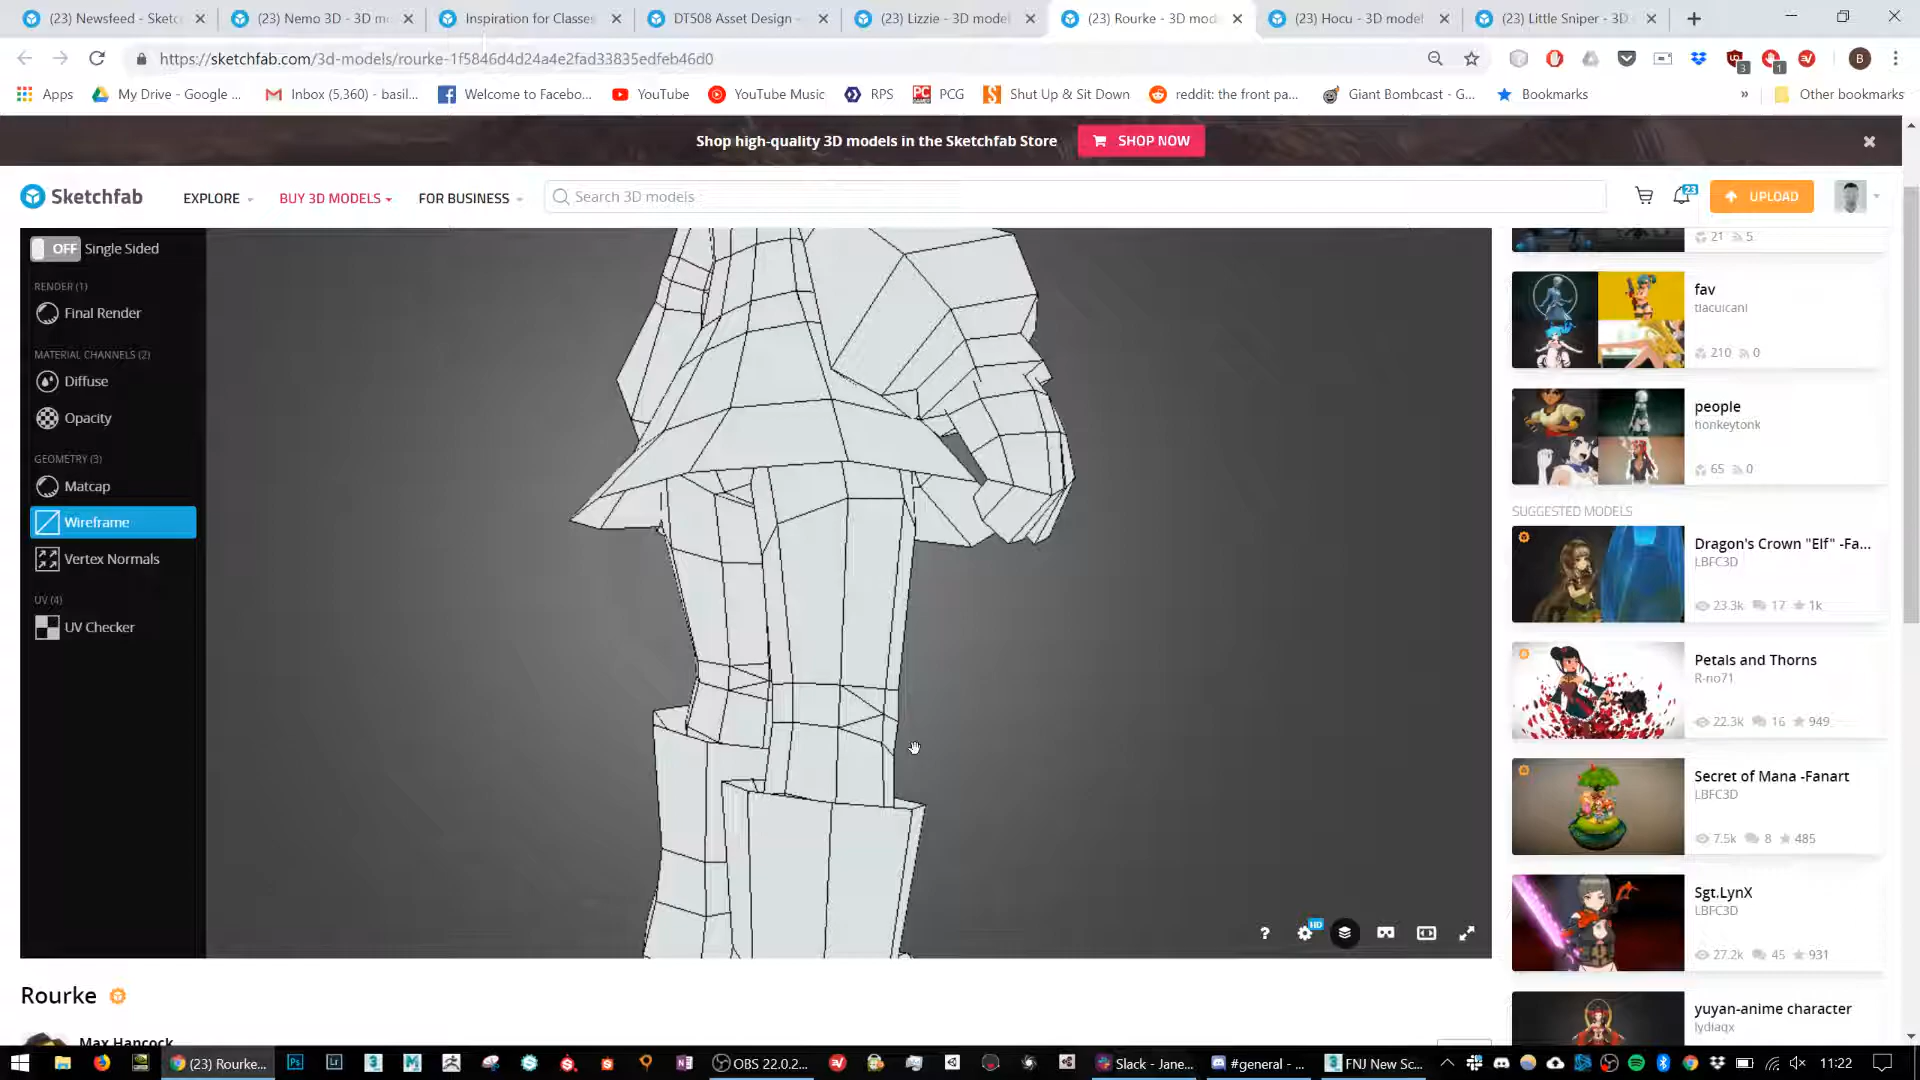 (23) Newsfeed - Sketc
(23) Nemo 3D - 3D mo
Inspiration for Classes
DT508 Asset Design -
(23) Lizzie - 3D model
(23) Rourke - 3D mod
(23) Hocu - 3D model
(23) Little Sniper - 3D
https://sketchfab.com/3d-models/rourke-1f5846d4d24a4e2fad33835edfeb46d0
3
1
B
Apps
My Drive - Google ...
Inbox (5,360) - basil...
Welcome to Facebo...
YouTube
YouTube Music
RPS
PCG
Shut Up & Sit Down
reddit: the front pa...
Giant Bombcast - G...
Bookmarks
»
Other bookmarks
Shop high-quality 3D models in the Sketchfab Store
SHOP NOW
Sketchfab
EXPLORE
BUY 3D MODELS
FOR BUSINESS
Search 3D models
23
UPLOAD
OFF Single Sided
RENDER (1)
Final Render
MATERIAL CHANNELS (2)
Diffuse
Opacity
GEOMETRY (3)
Matcap
Wireframe
Vertex Normals
UV (4)
UV Checker
21 5
fav
tlacuicani
210 0
people
honkeytonk
65 0
SUGGESTED MODELS
Dragon's Crown "Elf" -Fa...
LBFC3D
23.3k 17 1k
Petals and Thorns
R-no71
22.3k 16 949
Secret of Mana -Fanart
LBFC3D
7.5k 8 485
Sgt.LynX
LBFC3D
27.2k 45 931
yuyan-anime character
lydiaqx
?
HD
Rourke
Max Hancock
(23) Rourke...
Ps
Lr
OBS 22.0.2...
Slack - Jane...
#general - ...
FNJ New Sc...
11:22